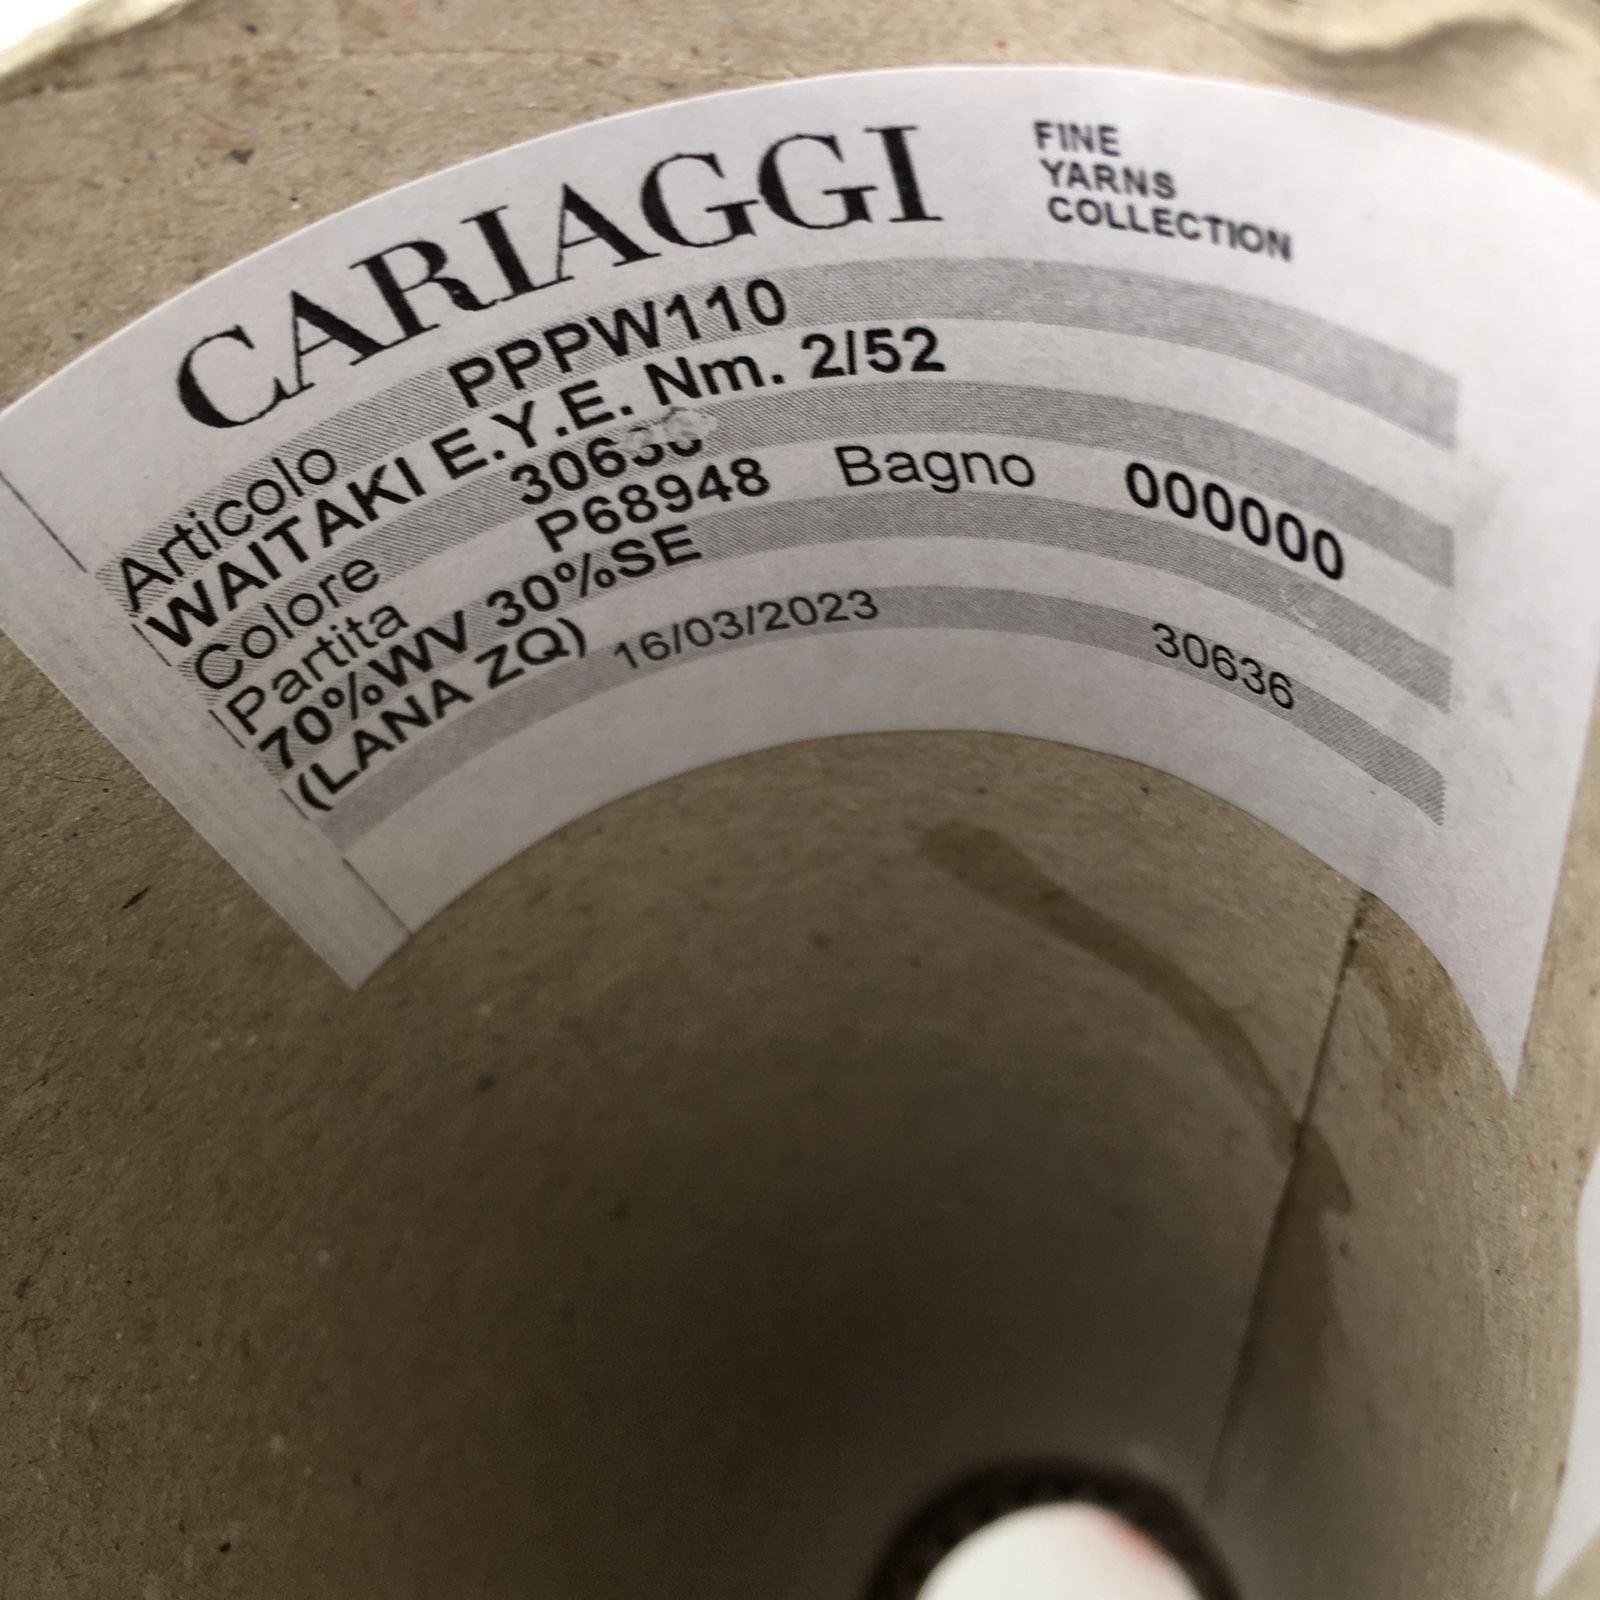 CARIAGGI
FINE
YARNS
COLLECTION
Articolo PPPW110
WAITAKI E.Y.E. Nm. 2/52
Colore 30636
Partita P68948 Bagno 000000
70%WV 30%SE
(LANA ZQ)
16/03/2023 30636